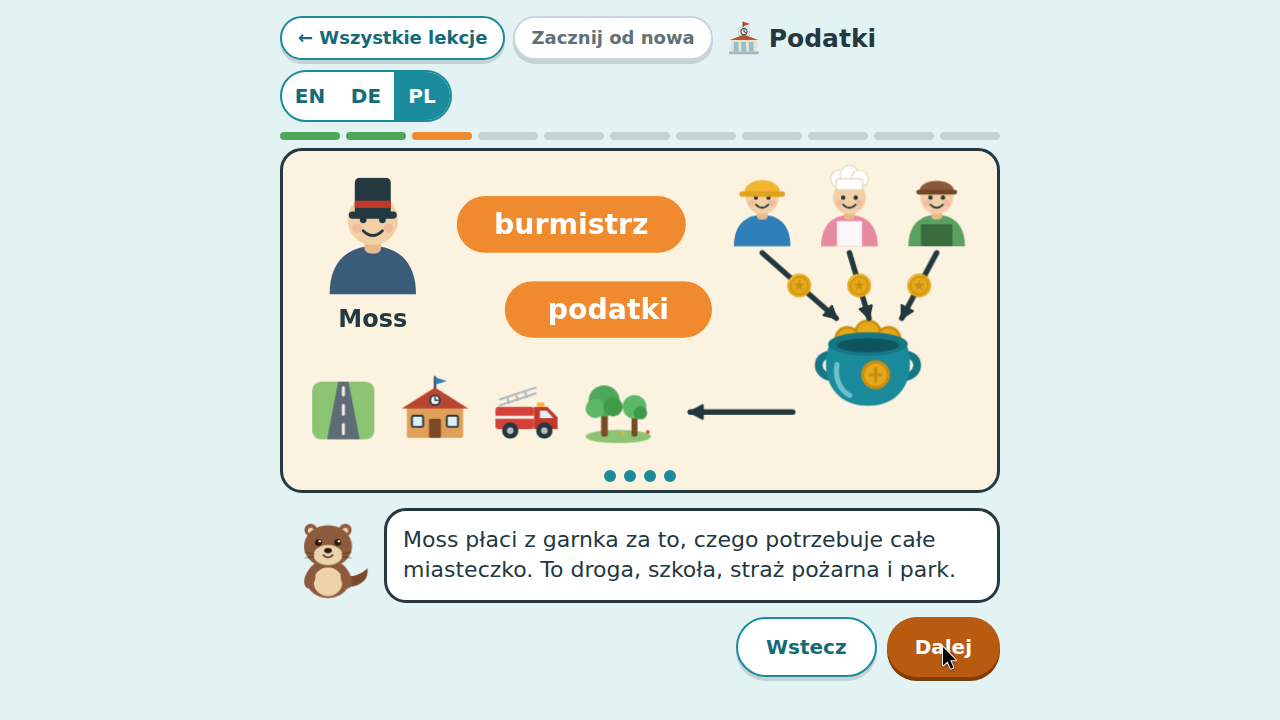 ← Wszystkie lekcje
Zacznij od nowa
Podatki
EN DE PL
burmistrz
podatki
Moss
Moss płaci z garnka za to, czego potrzebuje całe
miasteczko. To droga, szkoła, straż pożarna i park.
Wstecz
Dalej